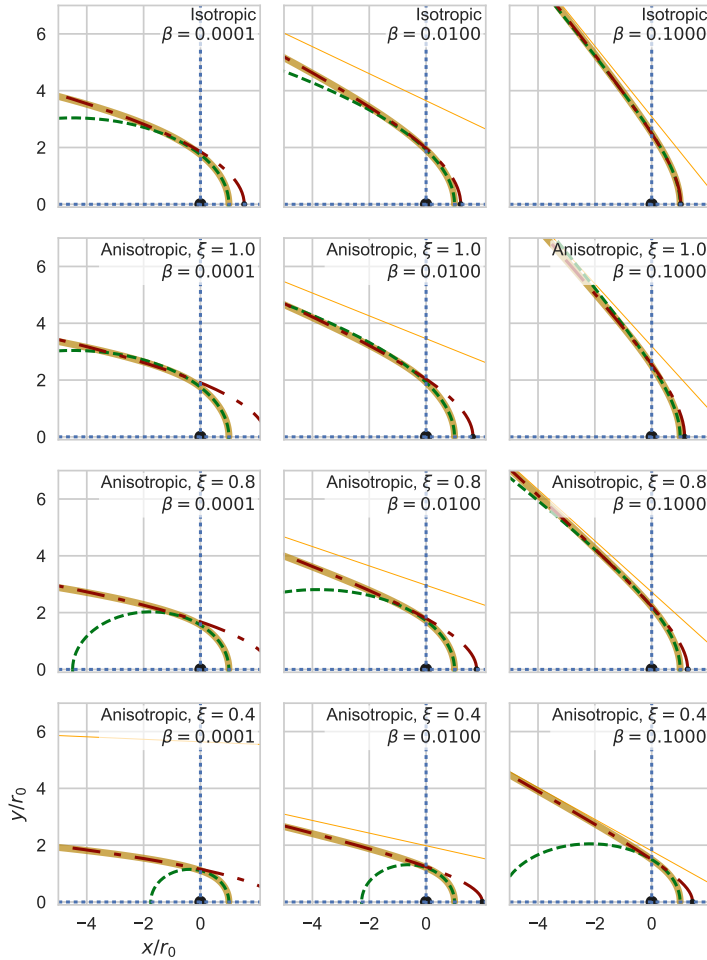 Isotropic
β = 0.0001
Isotropic
β = 0.0100
Isotropic
β = 0.1000
6
4
2
0
Anisotropic, ξ = 1.0
β = 0.0001
Anisotropic, ξ = 1.0
β = 0.0100
Anisotropic, ξ = 1.0
β = 0.1000
6
4
2
0
Anisotropic, ξ = 0.8
β = 0.0001
Anisotropic, ξ = 0.8
β = 0.0100
Anisotropic, ξ = 0.8
β = 0.1000
6
4
2
0
Anisotropic, ξ = 0.4
β = 0.0001
Anisotropic, ξ = 0.4
β = 0.0100
Anisotropic, ξ = 0.4
β = 0.1000
6
4
2
0
y/r₀
−4 −2 0
−4 −2 0
−4 −2 0
x/r₀